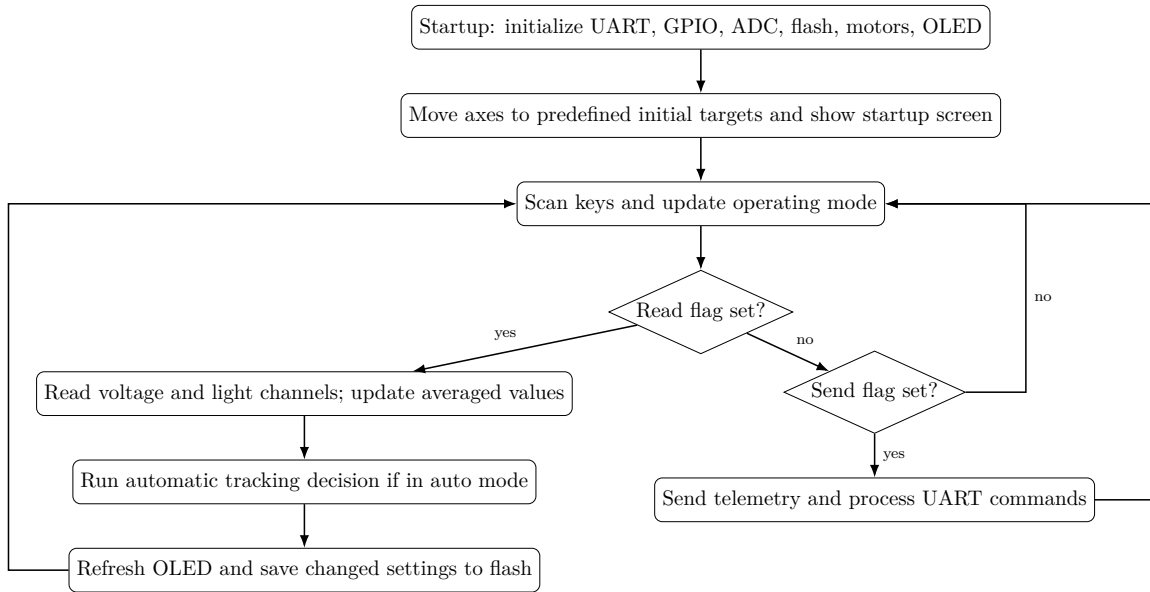 Startup: initialize UART, GPIO, ADC, flash, motors, OLED
Move axes to predefined initial targets and show startup screen
Scan keys and update operating mode
Read flag set?
yes
no
no
Read voltage and light channels; update averaged values
Send flag set?
yes
Run automatic tracking decision if in auto mode
Send telemetry and process UART commands
Refresh OLED and save changed settings to flash